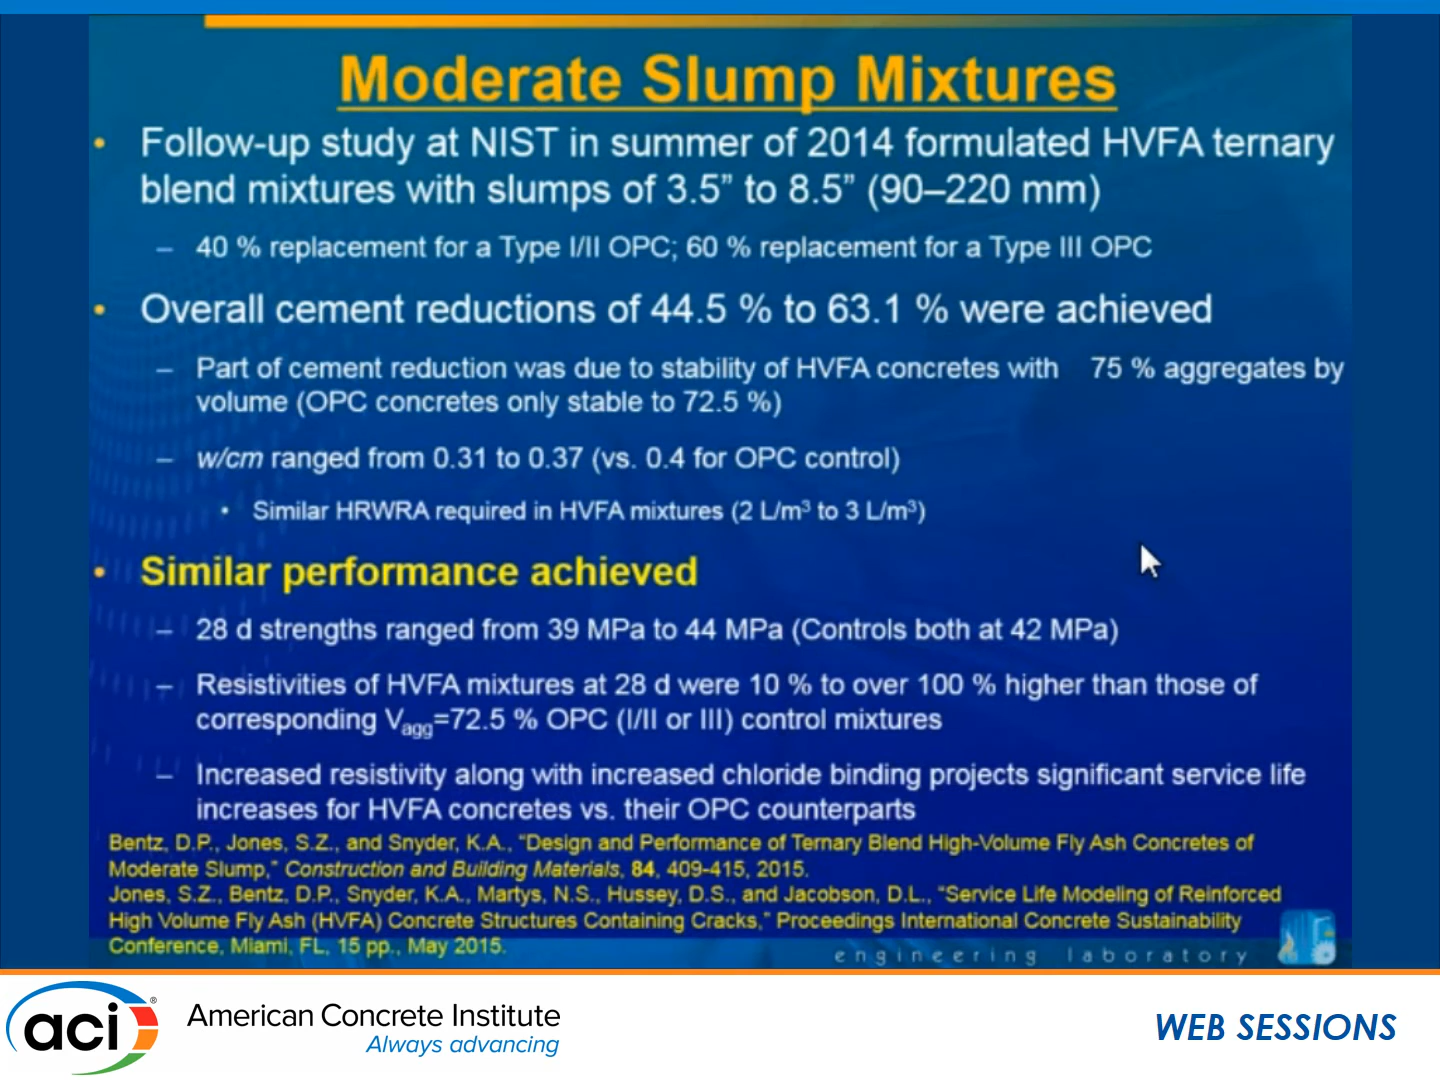 Moderate Slump Mixtures
• Follow-up study at NIST in summer of 2014 formulated HVFA ternary
blend mixtures with slumps of 3.5” to 8.5” (90–220 mm)
– 40 % replacement for a Type I/II OPC; 60 % replacement for a Type III OPC
• Overall cement reductions of 44.5 % to 63.1 % were achieved
– Part of cement reduction was due to stability of HVFA concretes with 75 % aggregates by
volume (OPC concretes only stable to 72.5 %)
– w/cm ranged from 0.31 to 0.37 (vs. 0.4 for OPC control)
• Similar HRWRA required in HVFA mixtures (2 L/m³ to 3 L/m³)
• Similar performance achieved
– 28 d strengths ranged from 39 MPa to 44 MPa (Controls both at 42 MPa)
– Resistivities of HVFA mixtures at 28 d were 10 % to over 100 % higher than those of
corresponding Vagg=72.5 % OPC (I/II or III) control mixtures
– Increased resistivity along with increased chloride binding projects significant service life
increases for HVFA concretes vs. their OPC counterparts
Bentz, D.P., Jones, S.Z., and Snyder, K.A., “Design and Performance of Ternary Blend High-Volume Fly Ash Concretes of
Moderate Slump,” Construction and Building Materials, 84, 409-415, 2015.
Jones, S.Z., Bentz, D.P., Snyder, K.A., Martys, N.S., Hussey, D.S., and Jacobson, D.L., “Service Life Modeling of Reinforced
High Volume Fly Ash (HVFA) Concrete Structures Containing Cracks,” Proceedings International Concrete Sustainability
Conference, Miami, FL, 15 pp., May 2015.
engineering laboratory
aci®
American Concrete Institute
Always advancing
WEB SESSIONS